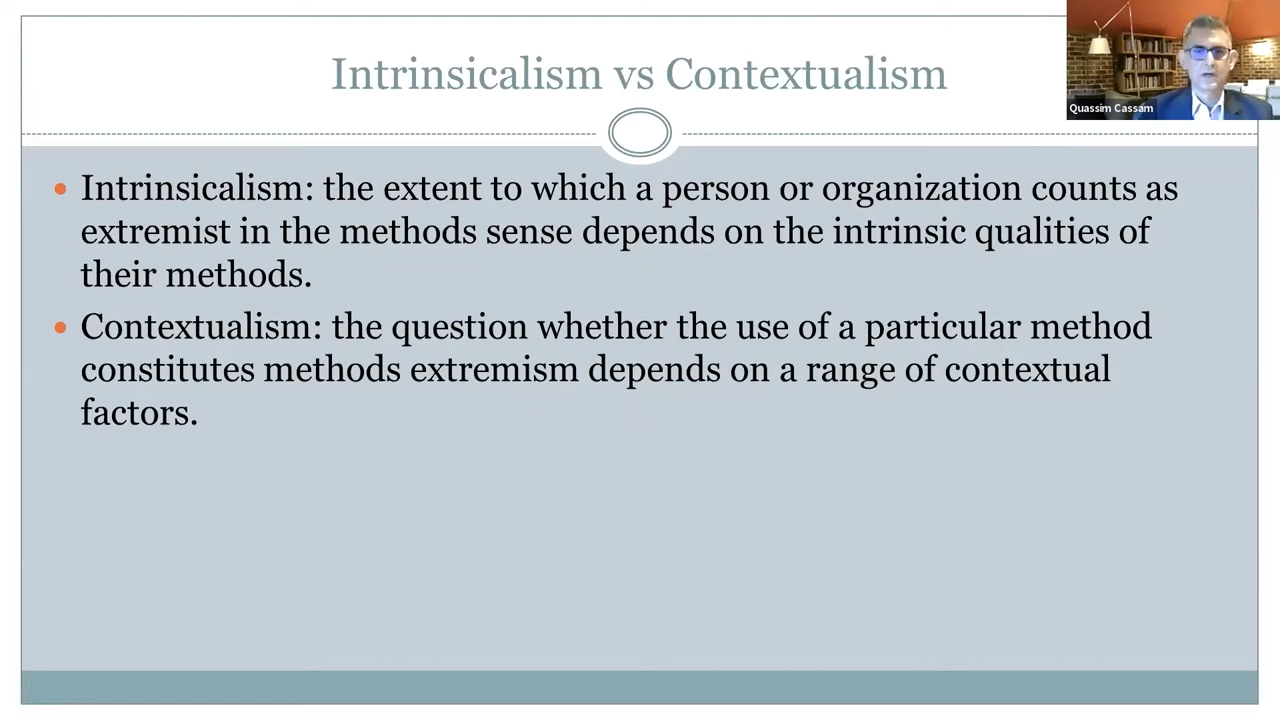 Intrinsicalism vs Contextualism
Quassim Cassam
• Intrinsicalism: the extent to which a person or organization counts as
extremist in the methods sense depends on the intrinsic qualities of
their methods.
• Contextualism: the question whether the use of a particular method
constitutes methods extremism depends on a range of contextual
factors.